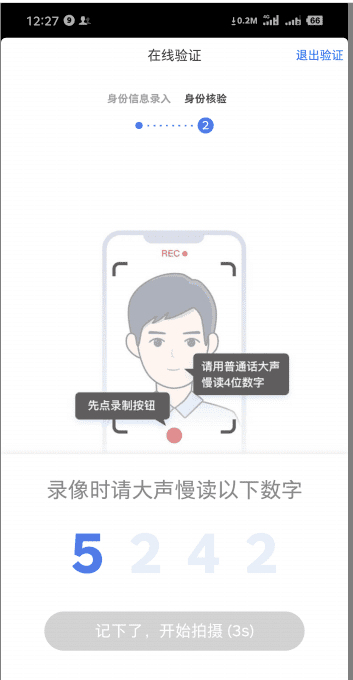 12:27 9 0.2M 4G 66
在线验证 退出验证
身份信息录入 身份核验
2
REC
请用普通话大声
慢读4位数字
先点录制按钮
录像时请大声慢读以下数字
5 2 4 2
记下了，开始拍摄 (3s)